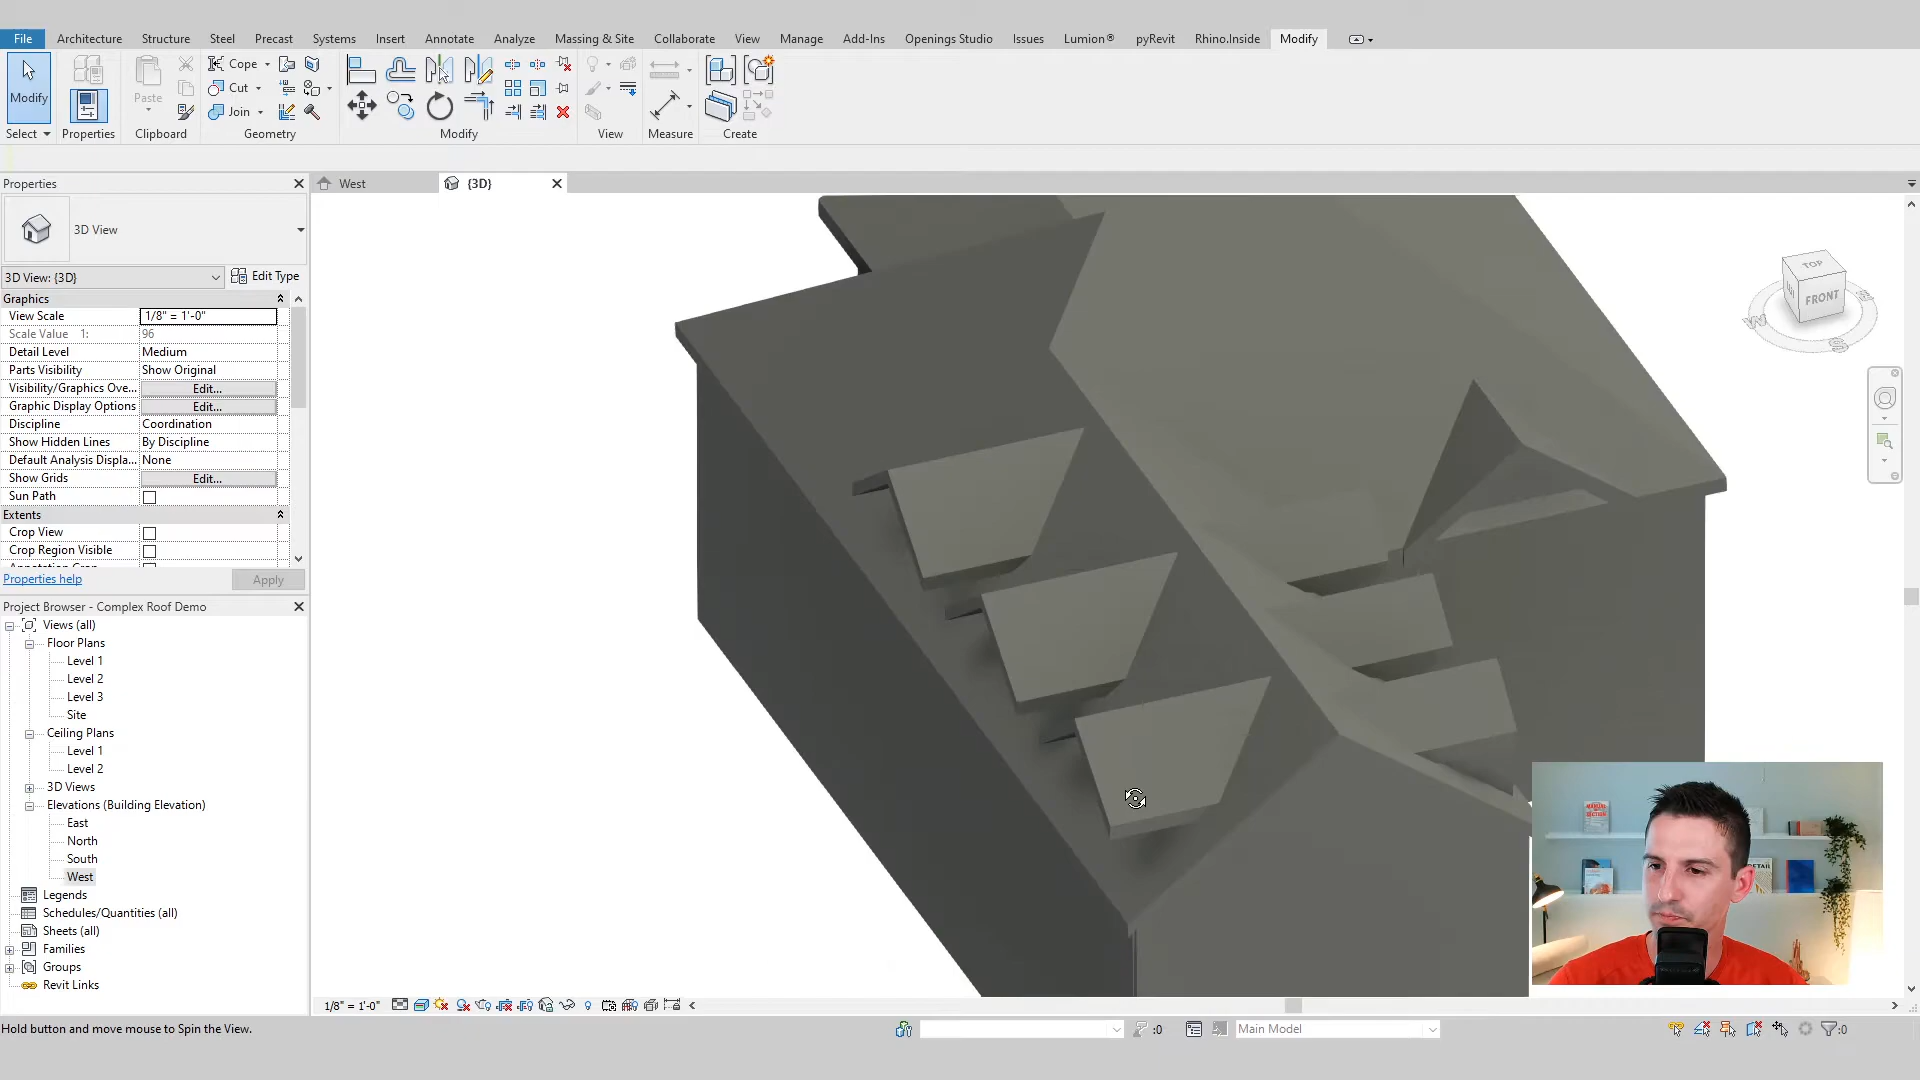 File Architecture Structure Steel Precast Systems Insert Annotate Analyze Massing & Site Collaborate View Manage Add-Ins Openings Studio Issues Lumion® pyRevit Rhino.Inside Modify
Modify Paste Cope
Cut
Join
Select Properties Clipboard Geometry Modify View Measure Create
Properties
West {3D}
3D View
3D View: {3D} Edit Type
Graphics
View Scale 1/8" = 1'-0"
Scale Value 1: 96
Detail Level Medium
Parts Visibility Show Original
Visibility/Graphics Ove... Edit...
Graphic Display Options Edit...
Discipline Coordination
Show Hidden Lines By Discipline
Default Analysis Displa... None
Show Grids Edit...
Sun Path
Extents
Crop View
Crop Region Visible
Properties help Apply
Project Browser - Complex Roof Demo
Views (all)
Floor Plans
Level 1
Level 2
Level 3
Site
Ceiling Plans
Level 1
Level 2
3D Views
Elevations (Building Elevation)
East
North
South
West
Legends
Schedules/Quantities (all)
Sheets (all)
Families
Groups
Revit Links
TOP
FRONT
W
S
1/8" = 1'-0"
Hold button and move mouse to Spin the View.
:0 Main Model :0